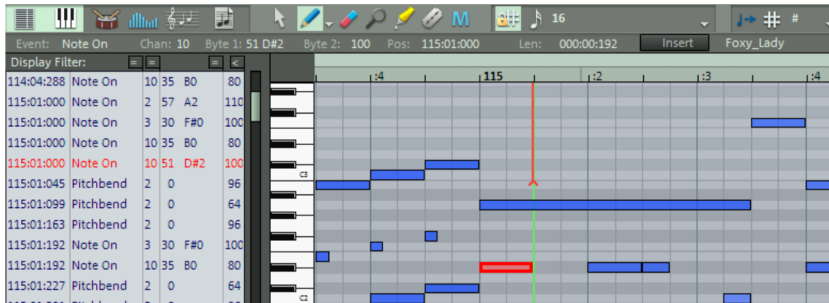 M 16 #
Event: Note On Chan: 10 Byte 1: 51 D#2 Byte 2: 100 Pos: 115:01:000 Len: 000:00:192 Insert Foxy_Lady
Display Filter: = = = <
:4 115 :2 :3 :4
114:04:288 Note On 10 35 B0 80
115:01:000 Note On 2 57 A2 110
115:01:000 Note On 3 30 F#0 100
115:01:000 Note On 10 35 B0 80
115:01:000 Note On 10 51 D#2 100
C3
115:01:045 Pitchbend 2 0 96
115:01:099 Pitchbend 2 0 64
115:01:163 Pitchbend 2 0 96
115:01:192 Note On 3 30 F#0 100
115:01:192 Note On 10 35 B0 80
115:01:227 Pitchbend 2 0 64
C2